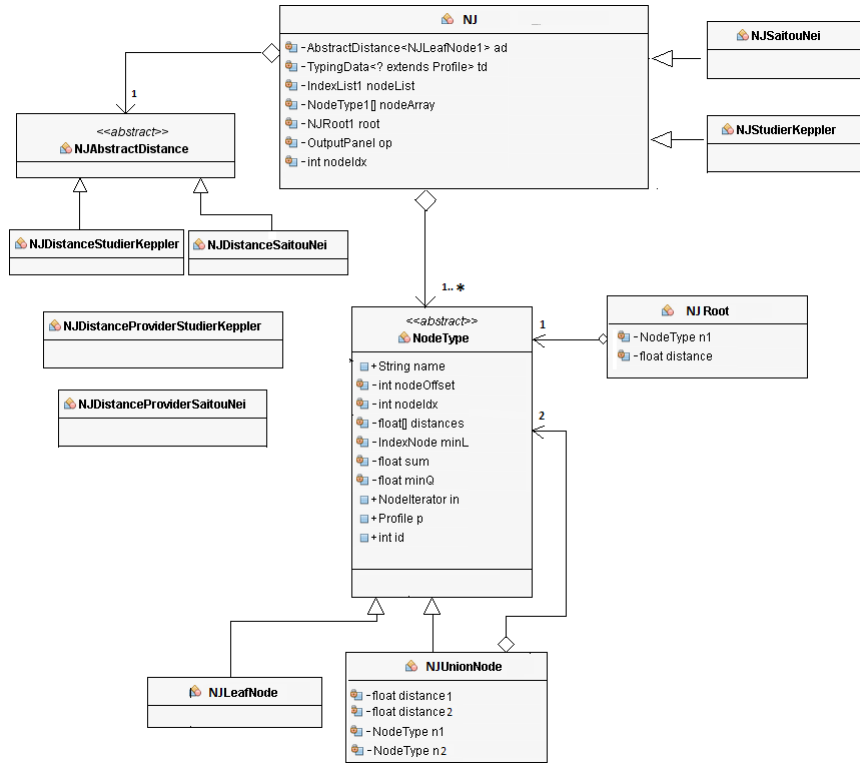 NJ
-AbstractDistance<NJLeafNode1> ad
-TypingData<? extends Profile> td
-IndexList1 nodeList
-NodeType1[] nodeArray
-NJRoot1 root
-OutputPanel op
-int nodeIdx
NJSaitouNei
NJStudierKeppler
1
<<abstract>>
NJAbstractDistance
NJDistanceStudierKeppler
NJDistanceSaitouNei
NJDistanceProviderStudierKeppler
NJDistanceProviderSaitouNei
1..*
<<abstract>>
NodeType
+String name
-int nodeOffset
-int nodeIdx
-float[] distances
-IndexNode minL
-float sum
-float minQ
+NodeIterator in
+Profile p
+int id
1
2
NJ Root
-NodeType n1
-float distance
NJLeafNode
NJUnionNode
-float distance1
-float distance2
-NodeType n1
-NodeType n2